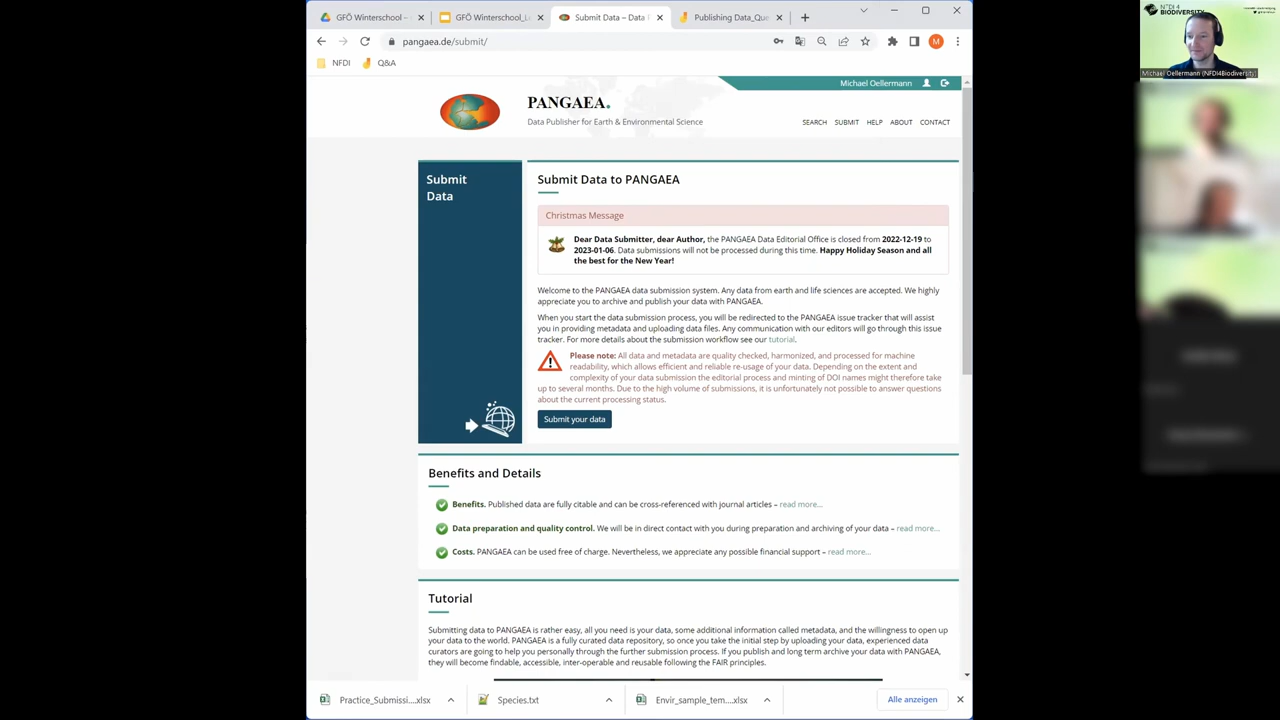 GFÖ Winterschool –
GFÖ Winterschool_L
Submit Data – Data P
Publishing Data_Que
pangaea.de/submit/
M
NFDI
Q&A
Michael Oellermann
PANGAEA.
Data Publisher for Earth & Environmental Science
SEARCH SUBMIT HELP ABOUT CONTACT
Submit
Data
Submit Data to PANGAEA
Christmas Message
Dear Data Submitter, dear Author, the PANGAEA Data Editorial Office is closed from 2022-12-19 to
2023-01-06. Data submissions will not be processed during this time. Happy Holiday Season and all
the best for the New Year!
Welcome to the PANGAEA data submission system. Any data from earth and life sciences are accepted. We highly
appreciate you to archive and publish your data with PANGAEA.
When you start the data submission process, you will be redirected to the PANGAEA issue tracker that will assist
you in providing metadata and uploading data files. Any communication with our editors will go through this issue
tracker. For more details about the submission workflow see our tutorial.
Please note: All data and metadata are quality checked, harmonized, and processed for machine
readability, which allows efficient and reliable re-usage of your data. Depending on the extent and
complexity of your data submission the editorial process and minting of DOI names might therefore take
up to several months. Due to the high volume of submissions, it is unfortunately not possible to answer questions
about the current processing status.
Submit your data
Benefits and Details
Benefits. Published data are fully citable and can be cross-referenced with journal articles – read more...
Data preparation and quality control. We will be in direct contact with you during preparation and archiving of your data – read more...
Costs. PANGAEA can be used free of charge. Nevertheless, we appreciate any possible financial support – read more...
Tutorial
Submitting data to PANGAEA is rather easy, all you need is your data, some additional information called metadata, and the willingness to open up
your data to the world. PANGAEA is a fully curated data repository, so once you take the initial step by uploading your data, experienced data
curators are going to help you personally through the further submission process. If you publish and long term archive your data with PANGAEA,
they will become findable, accessible, inter-operable and reusable following the FAIR principles.
Practice_Submissi....xlsx
Species.txt
Envir_sample_tem....xlsx
Alle anzeigen
NFDI 4
BIODIVERSITY
Michael Oellermann (NFDI4Biodiversity)